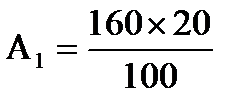 A₁ = 160×20 / 100